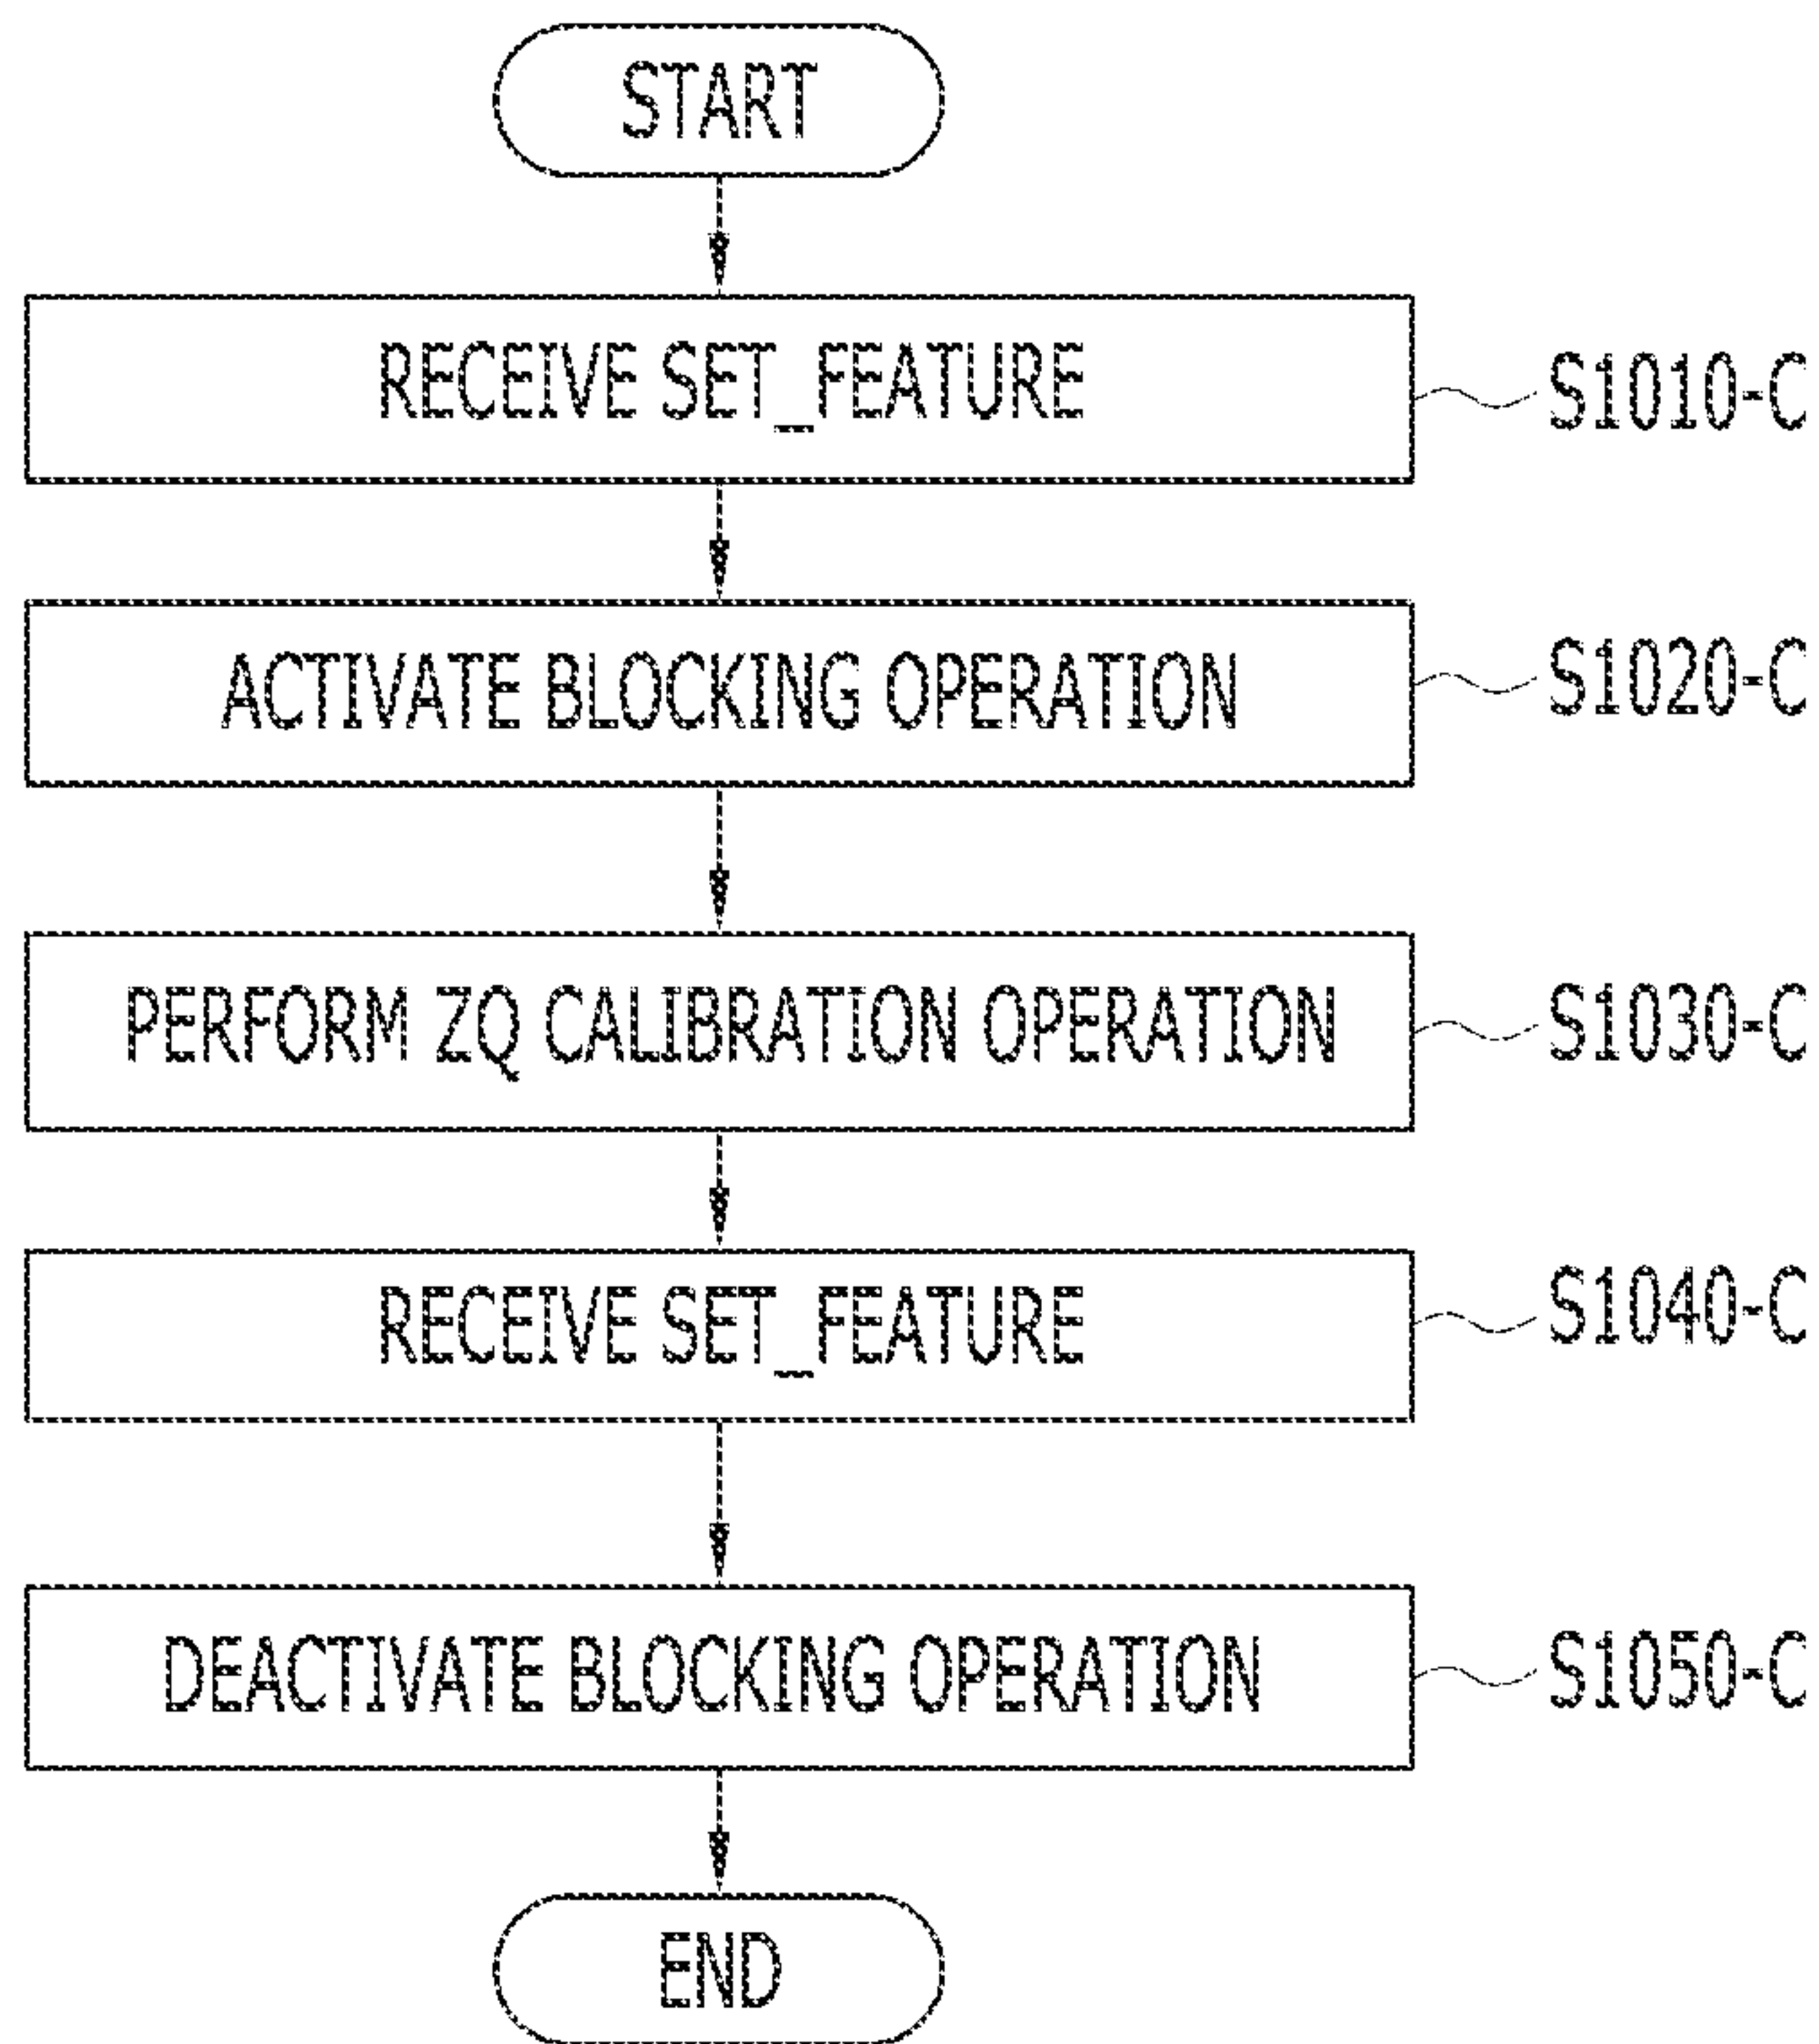 START
RECEIVE SET_FEATURE
S1010-C
ACTIVATE BLOCKING OPERATION
S1020-C
PERFORM ZQ CALIBRATION OPERATION
S1030-C
RECEIVE SET_FEATURE
S1040-C
DEACTIVATE BLOCKING OPERATION
S1050-C
END